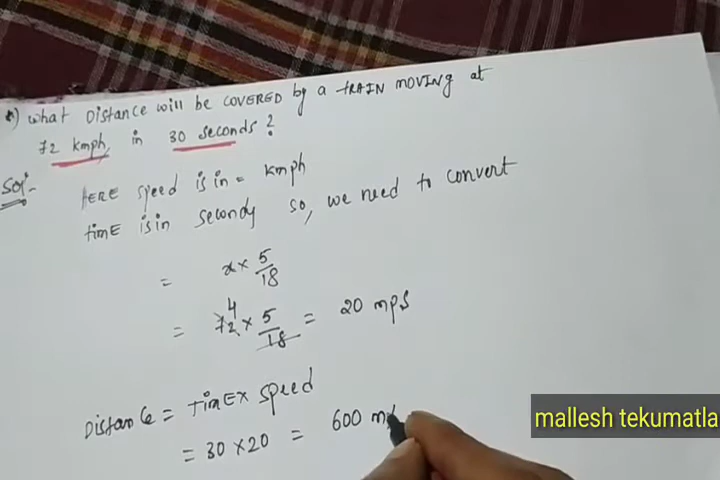 what Distance will be COVERED by a TRAIN MOVING at
72 kmph, in 30 seconds?
Sol:-
HERE speed is in = kmph
timE is in secondy so, we need to convert
= x × 5/18
= 72 4 × 5/18 = 20 mps
Distance = timE × speed
= 30 × 20 = 600
mallesh tekumatla